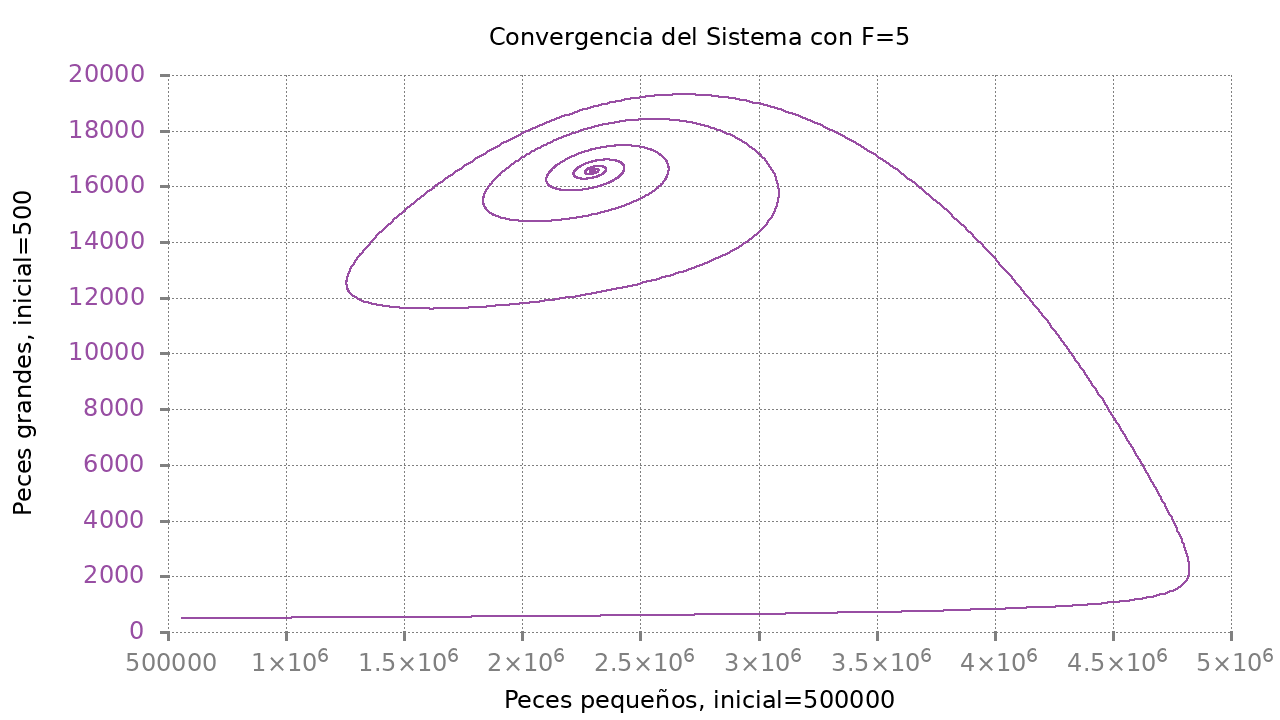 Convergencia del Sistema con F=5
20000
18000
16000
14000
12000
10000
8000
6000
4000
2000
0
Peces grandes, inicial=500
500000 1×10⁶ 1.5×10⁶ 2×10⁶ 2.5×10⁶ 3×10⁶ 3.5×10⁶ 4×10⁶ 4.5×10⁶ 5×10⁶
Peces pequeños, inicial=500000